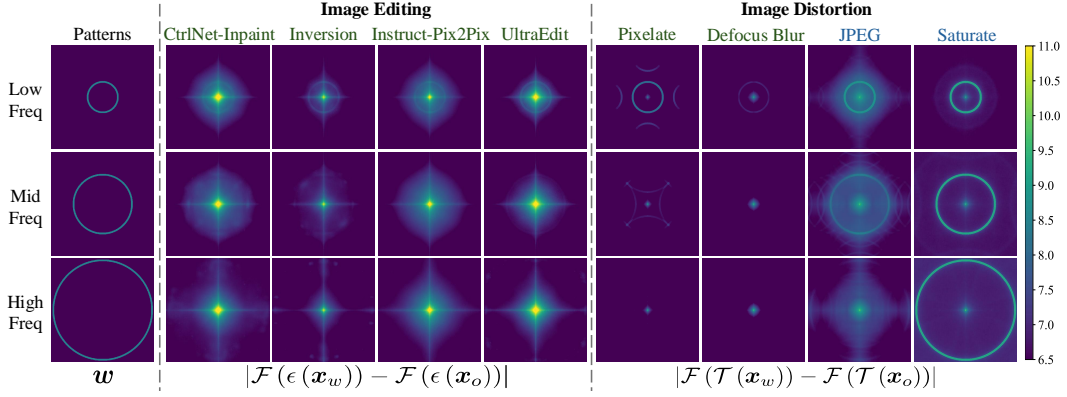 Image Editing
Image Distortion
Patterns
CtrlNet-Inpaint
Inversion
Instruct-Pix2Pix
UltraEdit
Pixelate
Defocus Blur
JPEG
Saturate
Low
Freq
Mid
Freq
High
Freq
11.0
10.5
10.0
9.5
9.0
8.5
8.0
7.5
7.0
6.5
w
|F (ϵ (x_w)) − F (ϵ (x_o))|
|F (T (x_w)) − F (T (x_o))|